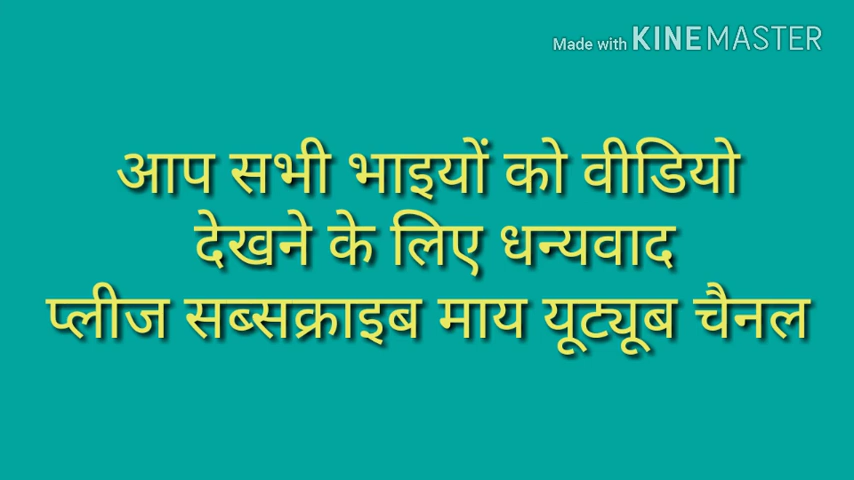 Made with KINEMASTER
आप सभी भाइयों को वीडियो
देखने के लिए धन्यवाद
प्लीज सब्सक्राइब माय यूट्यूब चैनल